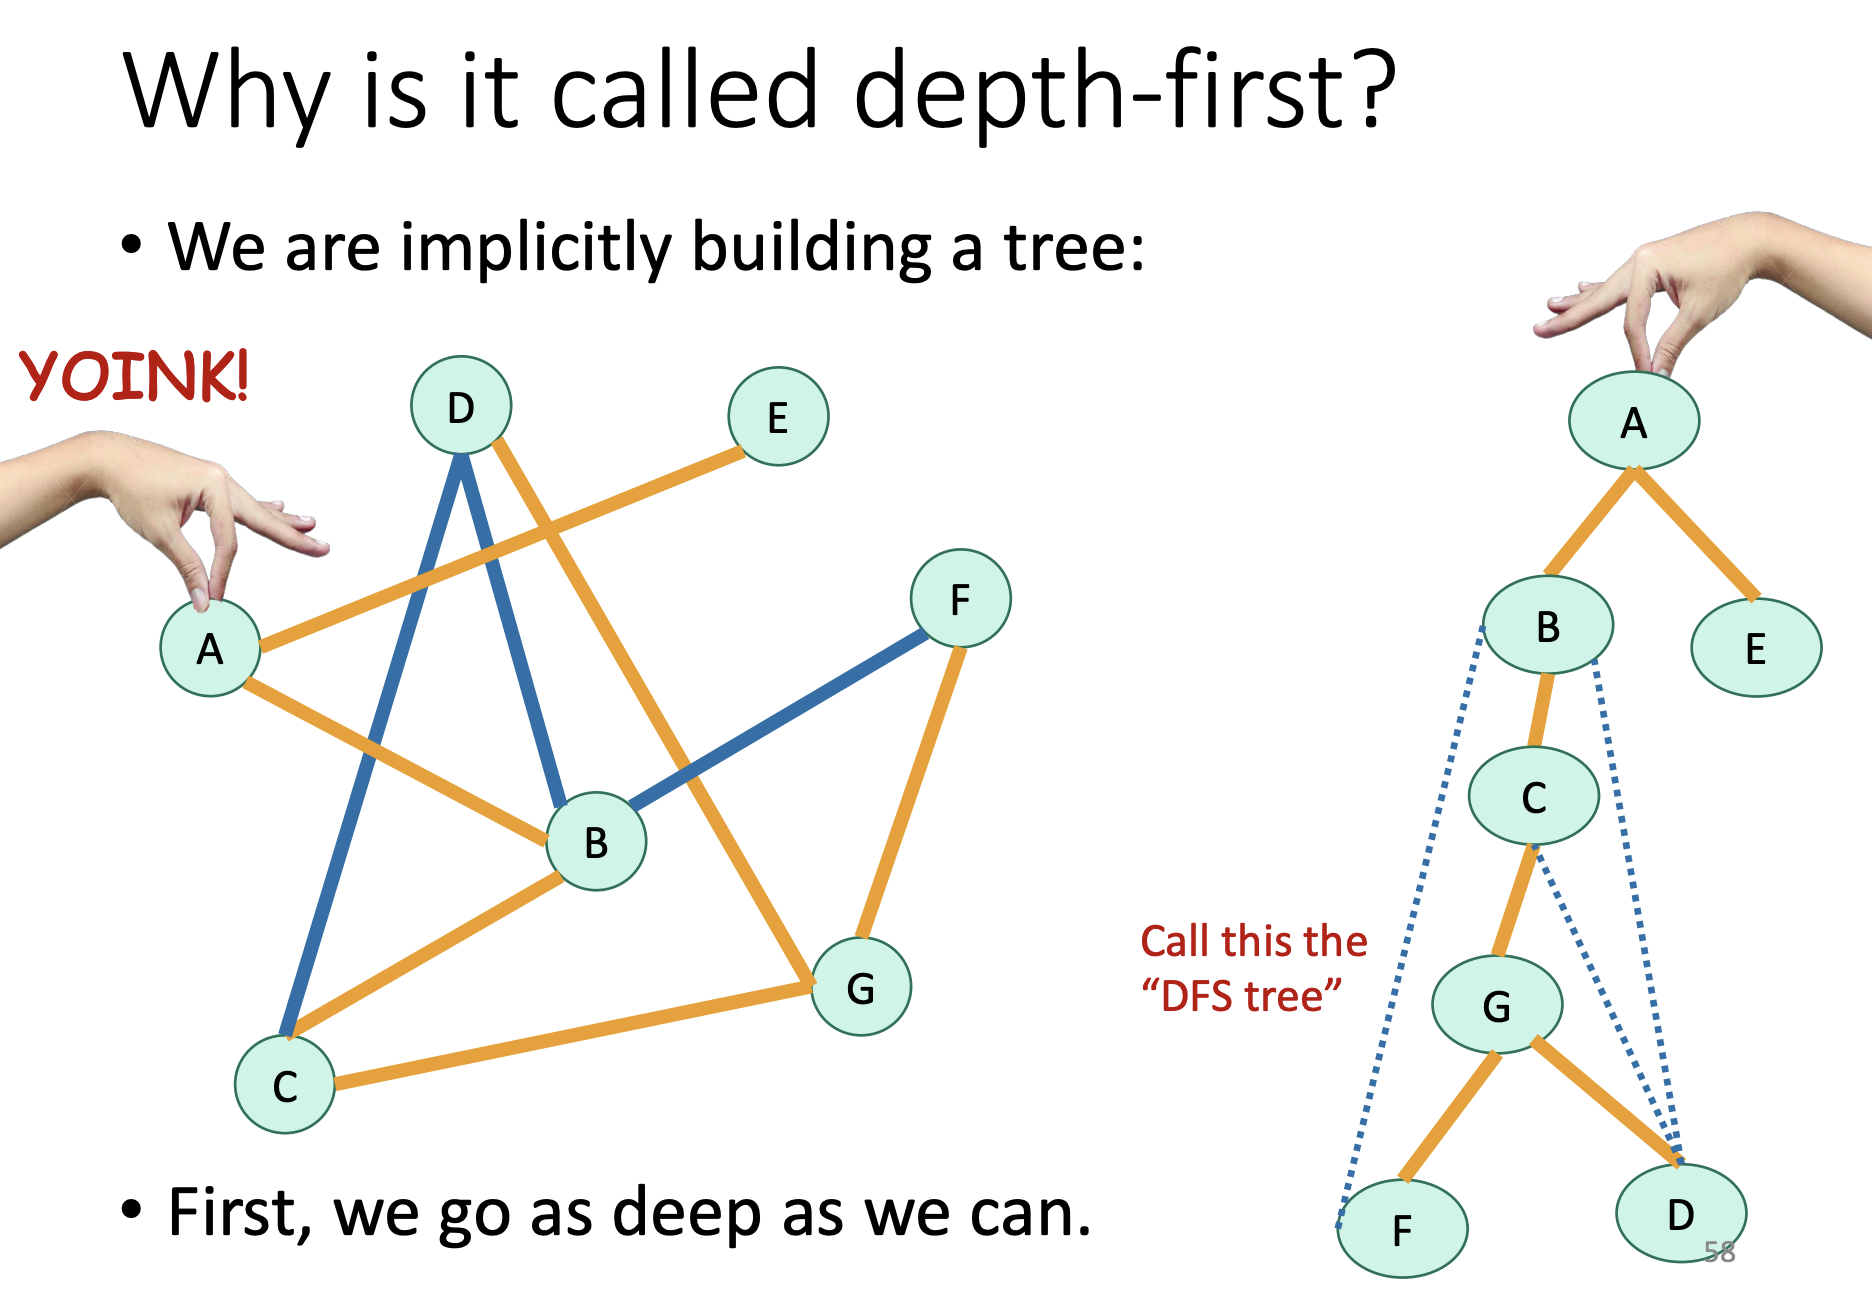 Why is it called depth-first?
• We are implicitly building a tree:
YOINK!
D
E
F
A
B
G
C
A
B
E
C
Call this the
“DFS tree”
G
F
D
• First, we go as deep as we can.
58